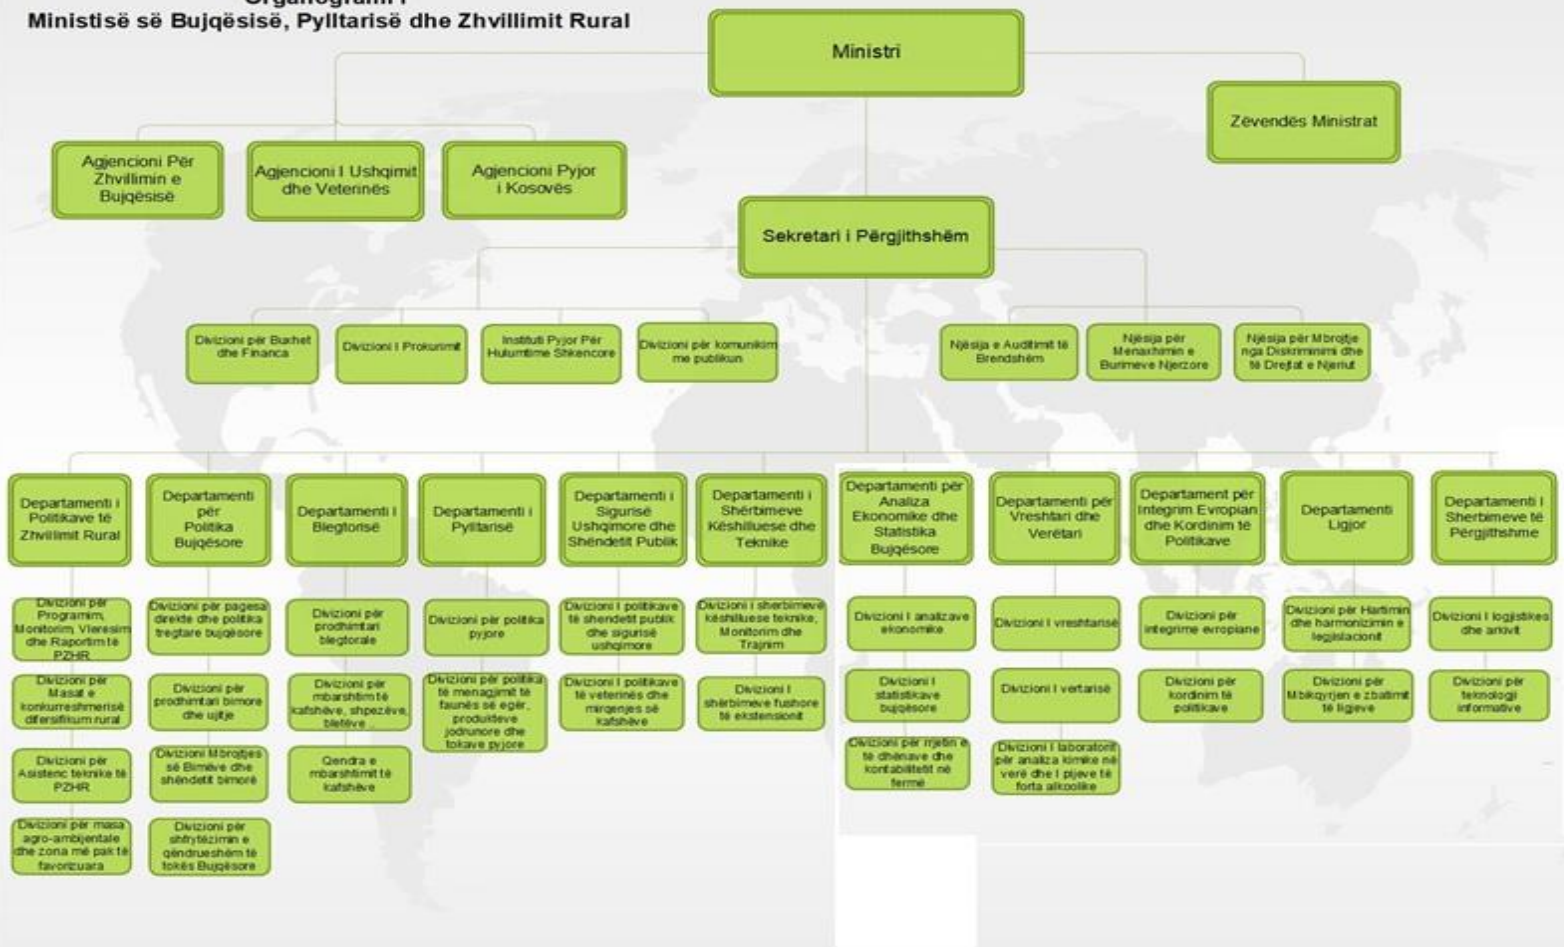 Organogrami i
Ministisë së Bujqësisë, Pylltarisë dhe Zhvillimit Rural
Ministri
Zëvendës Ministrat
Agjencioni Për
Zhvillimin e
Bujqësisë
Agjencioni I Ushqimit
dhe Veterinës
Agjencioni Pyjor
i Kosovës
Sekretari i Përgjithshëm
Divizioni për Buxhet
dhe Financa
Divizioni I Prokurimit
Instituti Pyjor Për
Hulumtime Shkencore
Divizioni për komunikim
me publikun
Njësija e Auditimit të
Brendshëm
Njësija për
Menaxhimin e
Burimeve Njerzore
Njësija për Mbrojtje
nga Diskriminimi dhe
të Drejtat e Njeriut
Departamenti i
Politikave të
Zhvillimit Rural
Departamenti
për
Politika
Bujqësore
Departamenti I
Blegtorisë
Departamenti i
Pylltarisë
Departamenti i
Sigurisë
Ushqimore dhe
Shëndetit Publik
Departamenti i
Shërbimeve
Këshilluese dhe
Teknike
Departamenti për
Analiza
Ekonomike dhe
Statistika
Bujqësore
Departamenti për
Vreshtari dhe
Verëtari
Department për
Integrim Evropian
dhe Kordinim të
Politikave
Departamenti
Ligjor
Departamenti I
Sherbimeve të
Përgjithshme
Divizioni për
Programim,
Monitorim, Vleresim
dhe Raportim të
PZHR
Divizioni për pagesa
direkte dhe politika
tregtare bujqësore
Divizioni për
prodhimtari
blegtorale
Divizioni për politika
pyjore
Divizioni I politikave
të shendetit publik
dhe sigurisë
ushqimore
Divizioni i sherbimeve
këshilluese teknike,
Monitorim dhe
Trajnim
Divizioni I analizave
ekonomike
Divizioni I vreshtarisë
Divizioni për
integrime evropiane
Divizioni për Hartimin
dhe harmonizimin e
legjislacionit
Divizioni I logjistikes
dhe arkivit
Divizioni për
Masat e
konkurreshmerisë
difersifikum rural
Divizioni për
prodhimtari bimore
dhe ujitje
Divizioni për
mbarshtim të
kafshëve, shpezëve,
bletëve
Divizioni për politika
të menagjimit të
faunës së egër,
produkteve
jodrunore dhe
tokave pyjore
Divizioni I politikave
të veterinës dhe
mirqenjes së
kafshëve
Divizioni I
shërbimeve fushore
të ekstensionit
Divizioni I
statistikave
bujqësore
Divizioni I vertarisë
Divizioni për
kordinim të
politikave
Divizioni për
Mbikqyrjen e zbatimit
të ligjeve
Divizioni për
teknologji
informative
Divizioni për
Asistenc teknike të
PZHR
Divizioni Mbrojtjes
së Bimëve dhe
shëndetit bimorë
Qendra e
mbarshtimit të
kafshëve
Divizioni për rrjetin e
të dhënave dhe
kontabilitetit në
fermë
Divizioni I laboratorit
për analiza kimike në
verë dhe I pijeve të
forta alkoolike
Divizioni për masa
agro-ambijentale
dhe zona më pak të
favorizuara
Divizioni për
shfrytëzimin e
qëndrueshëm të
tokës Bujqësore